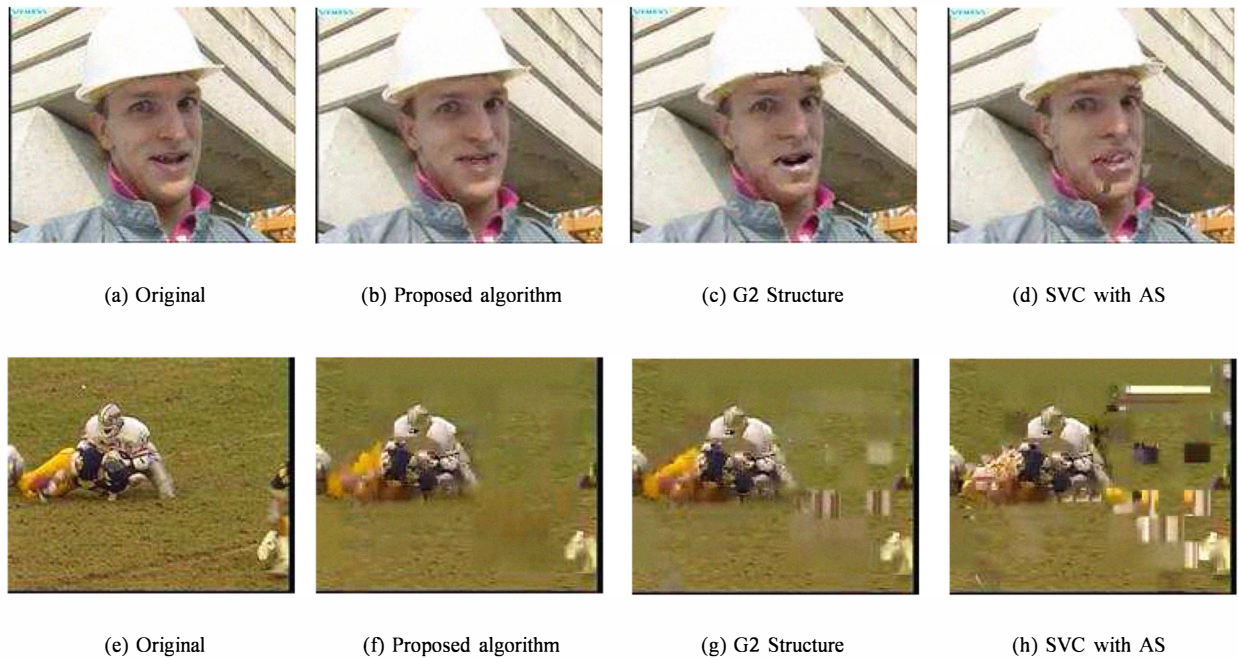 (a) Original
(b) Proposed algorithm
(c) G2 Structure
(d) SVC with AS
(e) Original
(f) Proposed algorithm
(g) G2 Structure
(h) SVC with AS